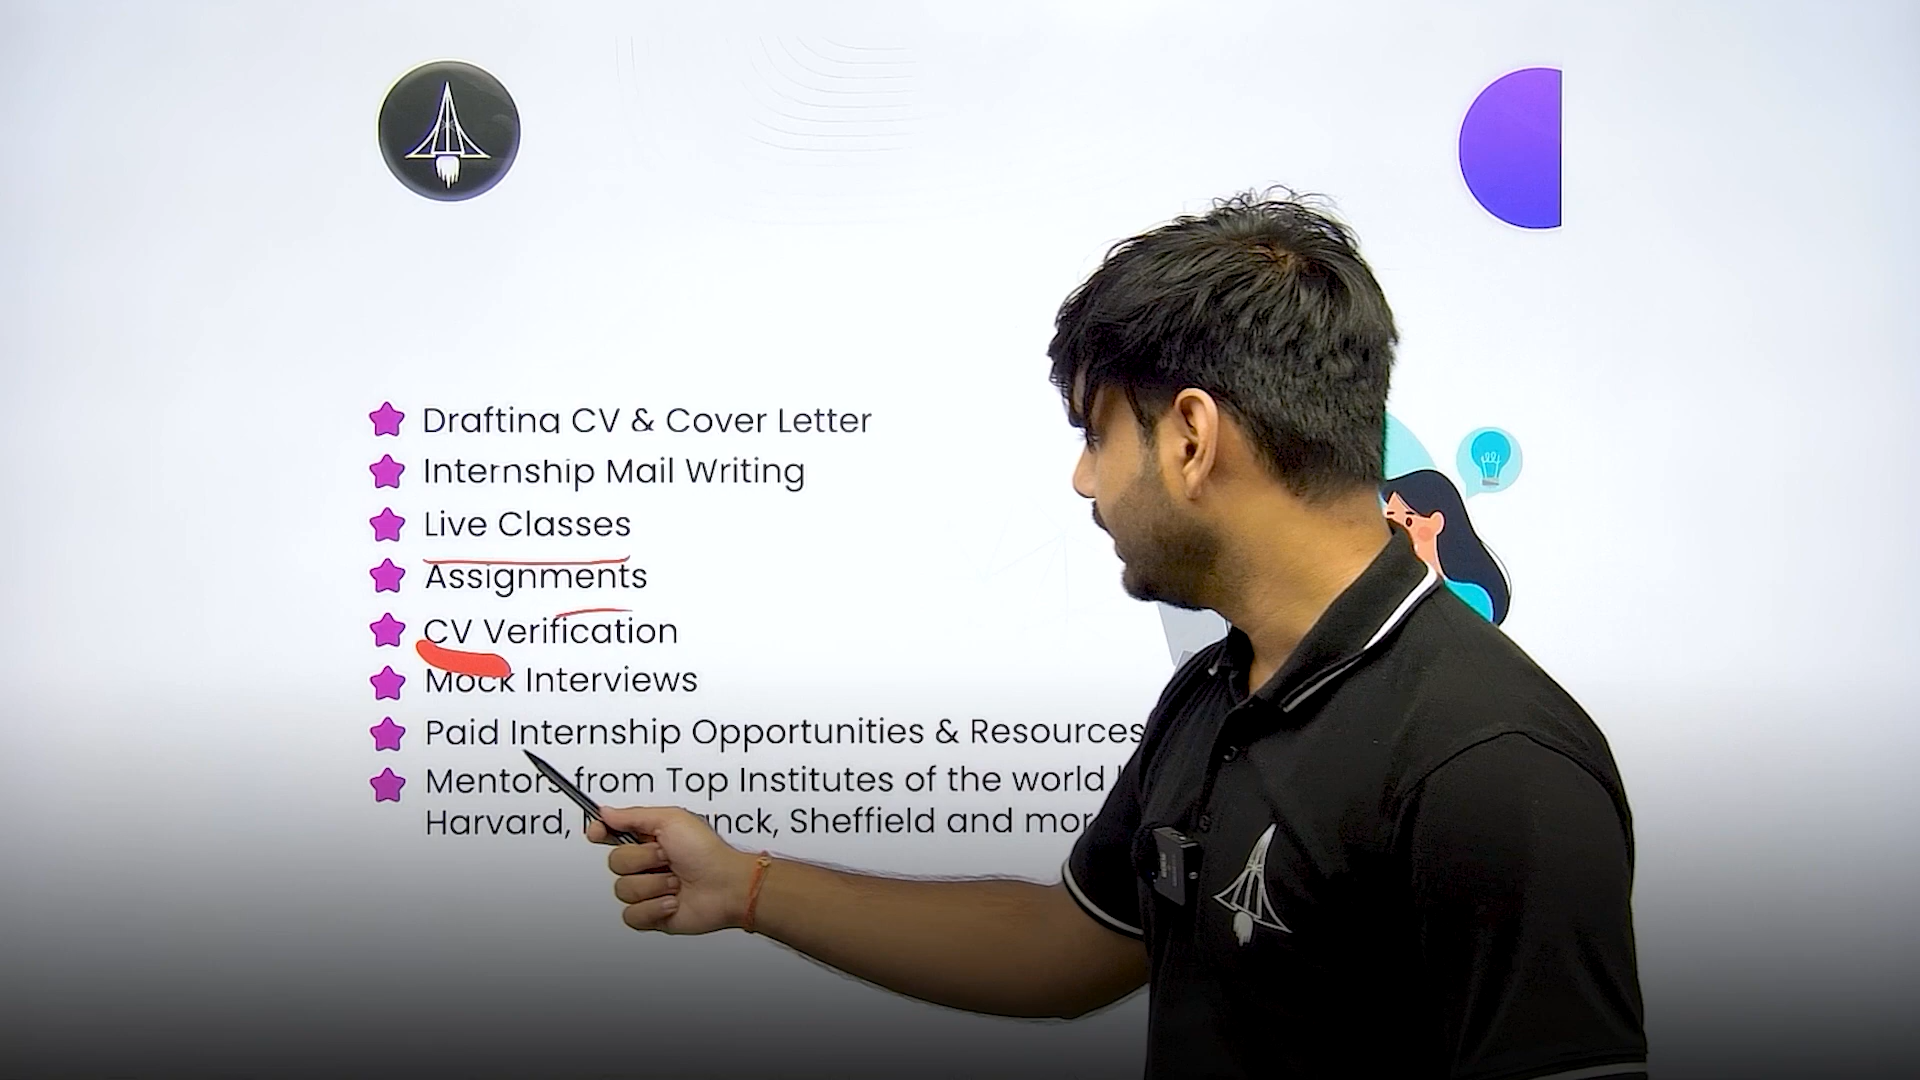 Drafting CV & Cover Letter
Internship Mail Writing
Live Classes
Assignments
CV Verification
Mock Interviews
Paid Internship Opportunities & Resources
Mentors from Top Institutes of the world
Harvard, Sheffield and